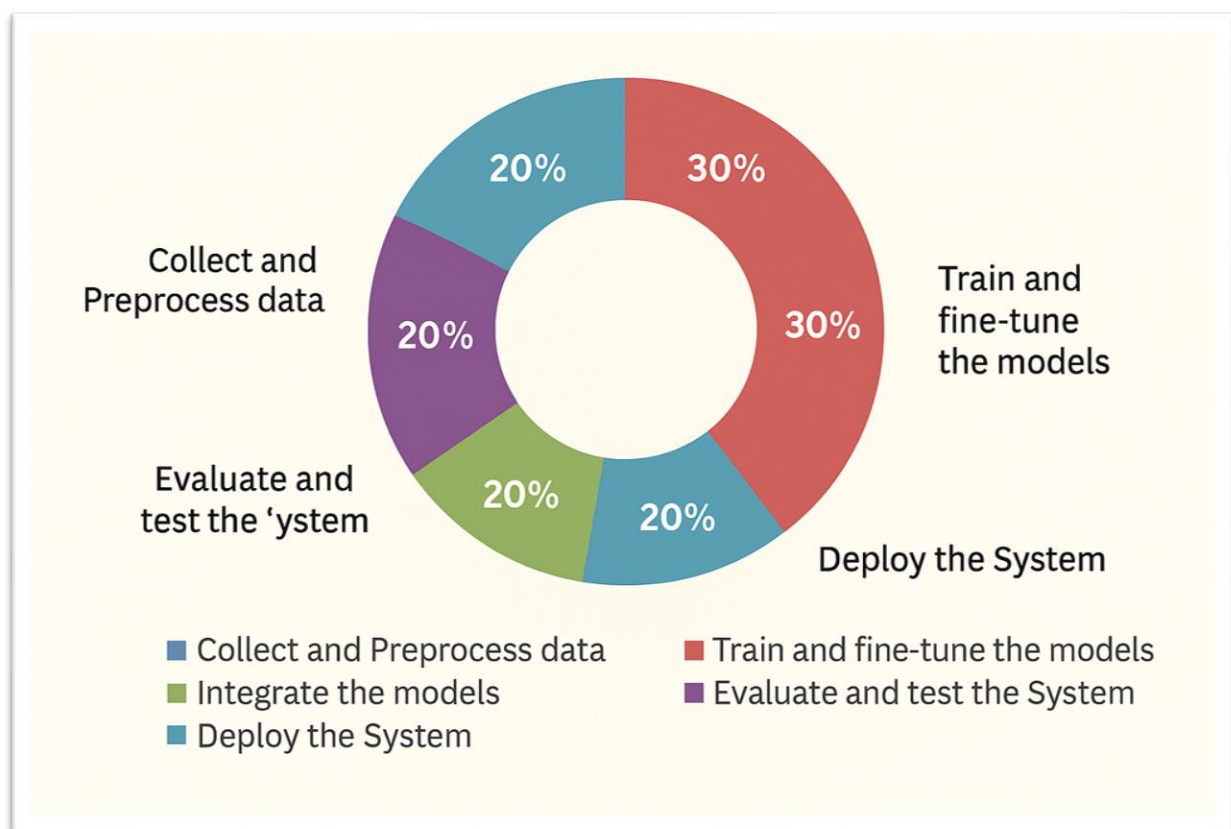 20%
30%
Collect and
Preprocess data
Train and
fine-tune
the models
20%
30%
Evaluate and
test the ‘ystem
20%
20%
Deploy the System
Collect and Preprocess data
Train and fine-tune the models
Integrate the models
Evaluate and test the System
Deploy the System